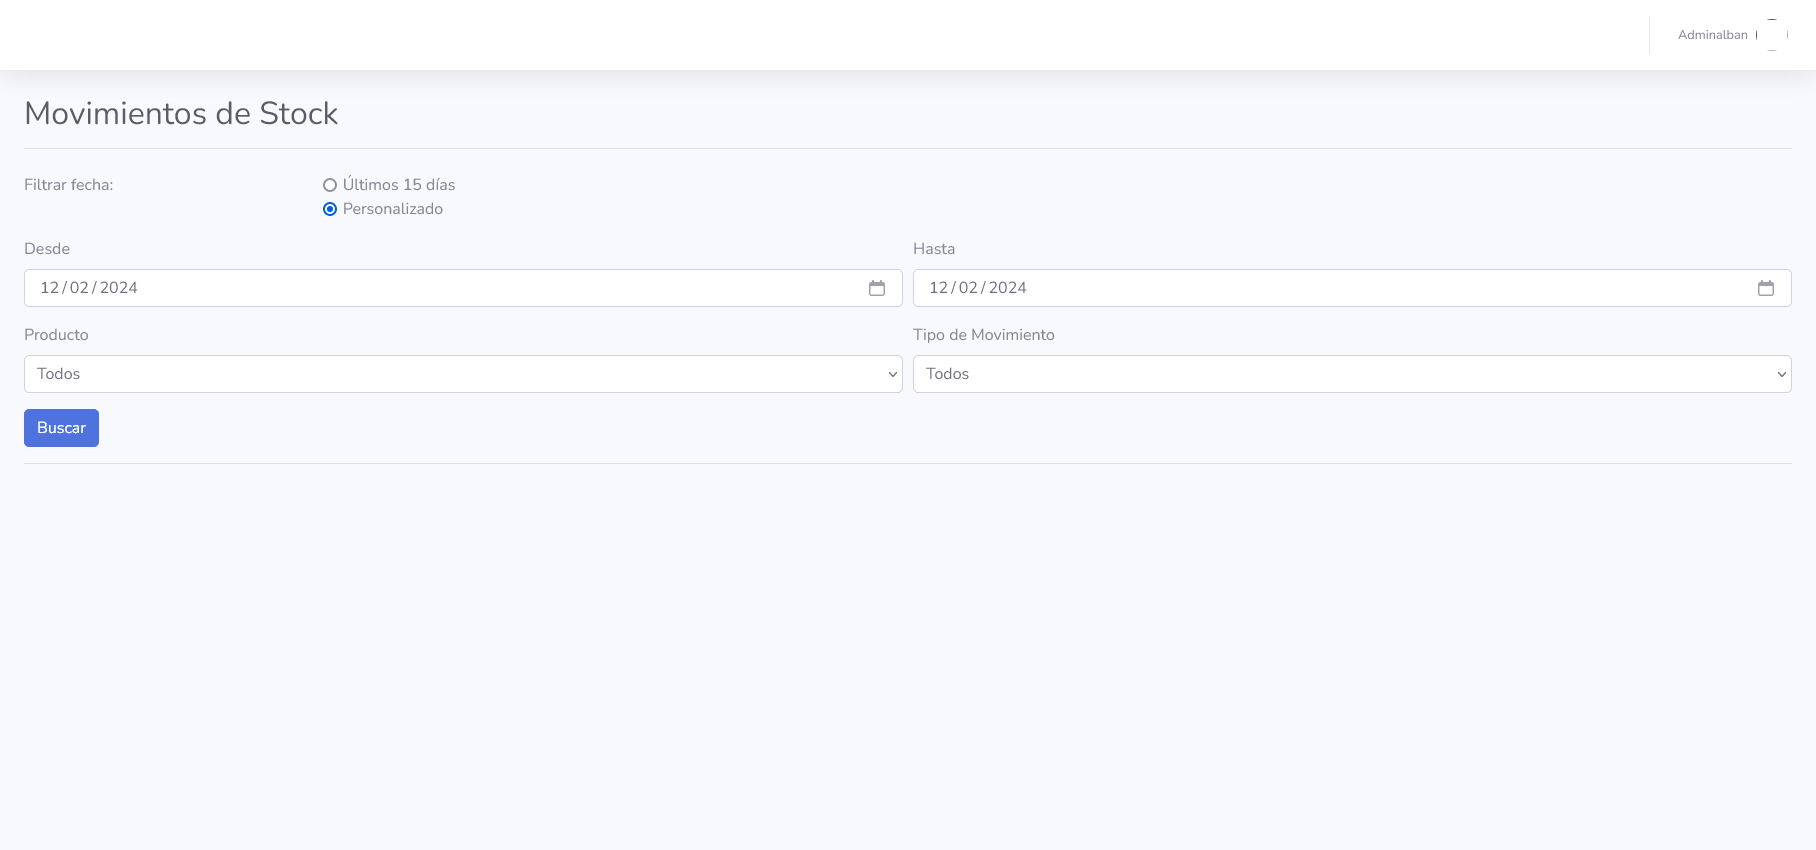 Adminalban
Movimientos de Stock
Filtrar fecha:
Últimos 15 días
Personalizado
Desde
Hasta
12/02/2024
12/02/2024
Producto
Tipo de Movimiento
Todos
Todos
Buscar